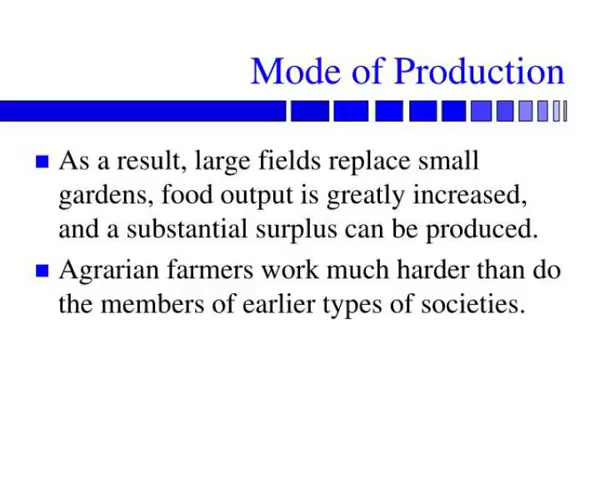 Mode of Production
As a result, large fields replace small
gardens, food output is greatly increased,
and a substantial surplus can be produced.
Agrarian farmers work much harder than do
the members of earlier types of societies.